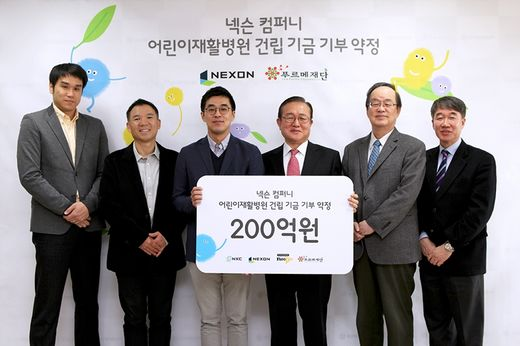 넥슨 컴퍼니
어린이재활병원 건립 기금 기부 약정
NEXON 푸르메재단
넥슨 컴퍼니
어린이재활병원 건립 기금 기부 약정
200억원
NXC NEXON 푸르메재단